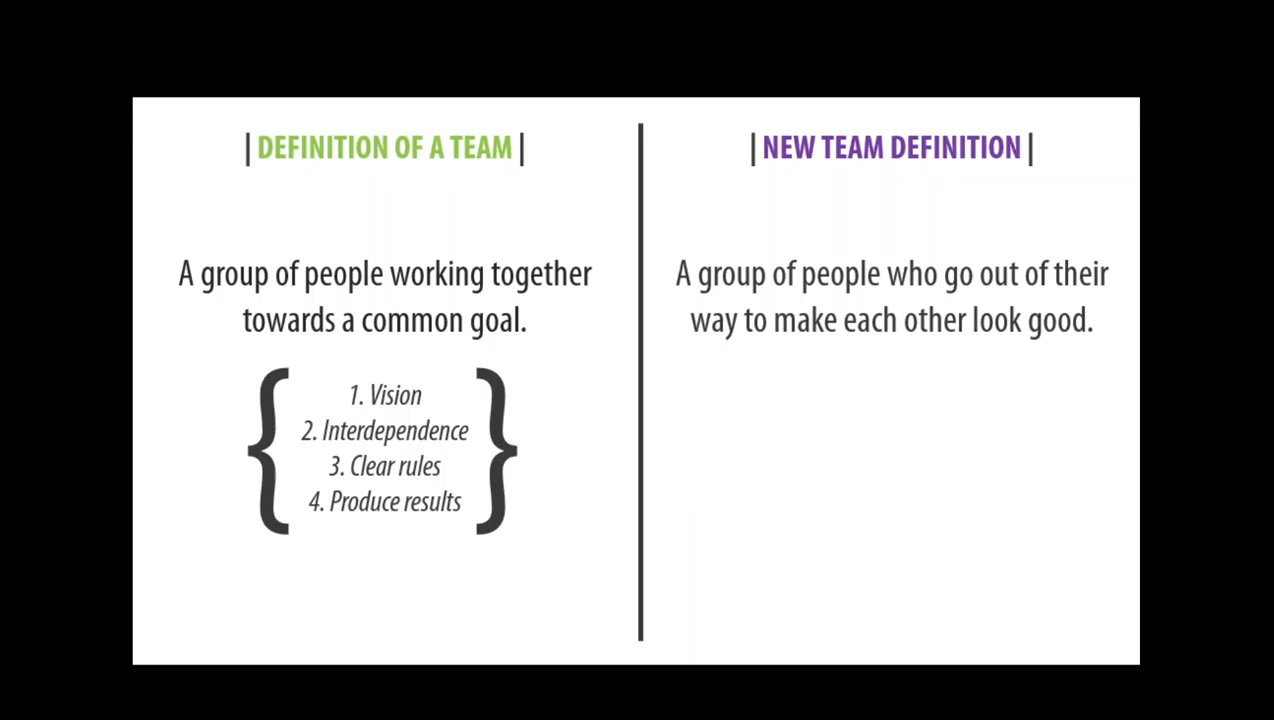 | DEFINITION OF A TEAM |
A group of people working together
towards a common goal.
1. Vision
2. Interdependence
3. Clear rules
4. Produce results
| NEW TEAM DEFINITION |
A group of people who go out of their
way to make each other look good.